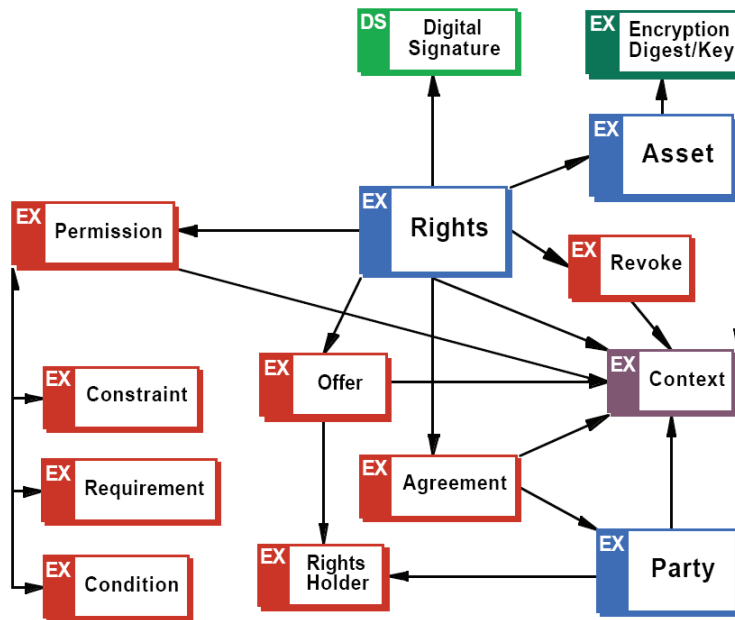 DS Digital
Signature
EX Encryption
Digest/Key
EX Asset
EX Permission
EX Rights
EX Revoke
EX Constraint
EX Offer
EX Context
EX Requirement
EX Agreement
EX Condition
EX Rights
Holder
EX Party